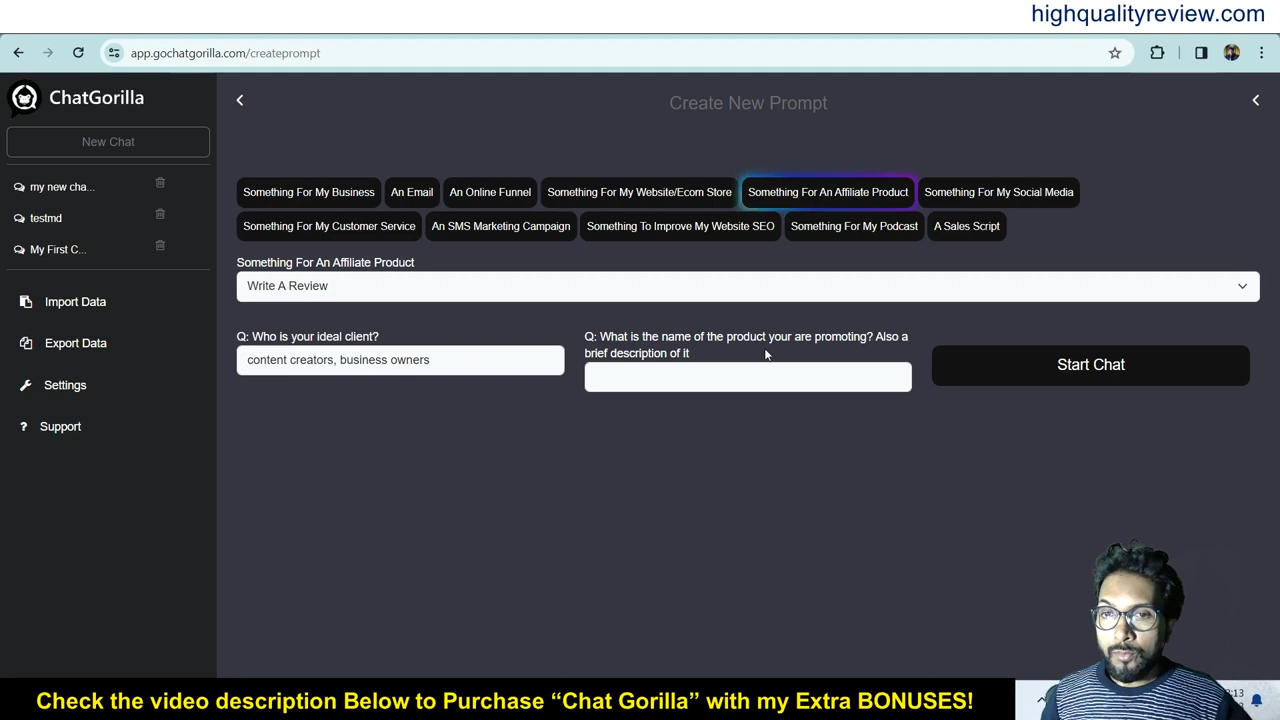 highqualityreview.com
app.gochatgorilla.com/createprompt
ChatGorilla
New Chat
my new cha...
testmd
My First C...
Import Data
Export Data
Settings
? Support
Create New Prompt
Something For My Business
An Email
An Online Funnel
Something For My Website/Ecom Store
Something For An Affiliate Product
Something For My Social Media
Something For My Customer Service
An SMS Marketing Campaign
Something To Improve My Website SEO
Something For My Podcast
A Sales Script
Something For An Affiliate Product
Write A Review
Q: Who is your ideal client?
content creators, business owners
Q: What is the name of the product your are promoting? Also a
brief description of it
Start Chat
Check the video description Below to Purchase “Chat Gorilla” with my Extra BONUSES!